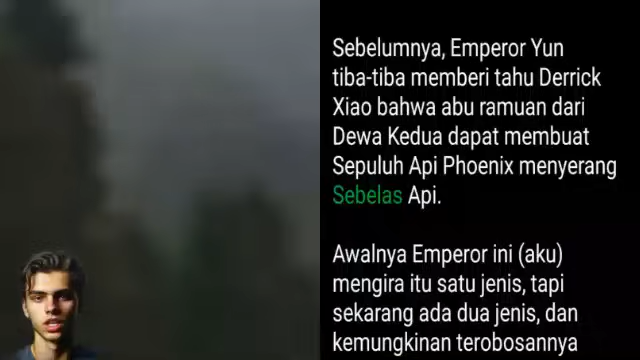 Sebelumnya, Emperor Yun
tiba-tiba memberi tahu Derrick
Xiao bahwa abu ramuan dari
Dewa Kedua dapat membuat
Sepuluh Api Phoenix menyerang
Sebelas Api.
Awalnya Emperor ini (aku)
mengira itu satu jenis, tapi
sekarang ada dua jenis, dan
kemungkinan terobosannya